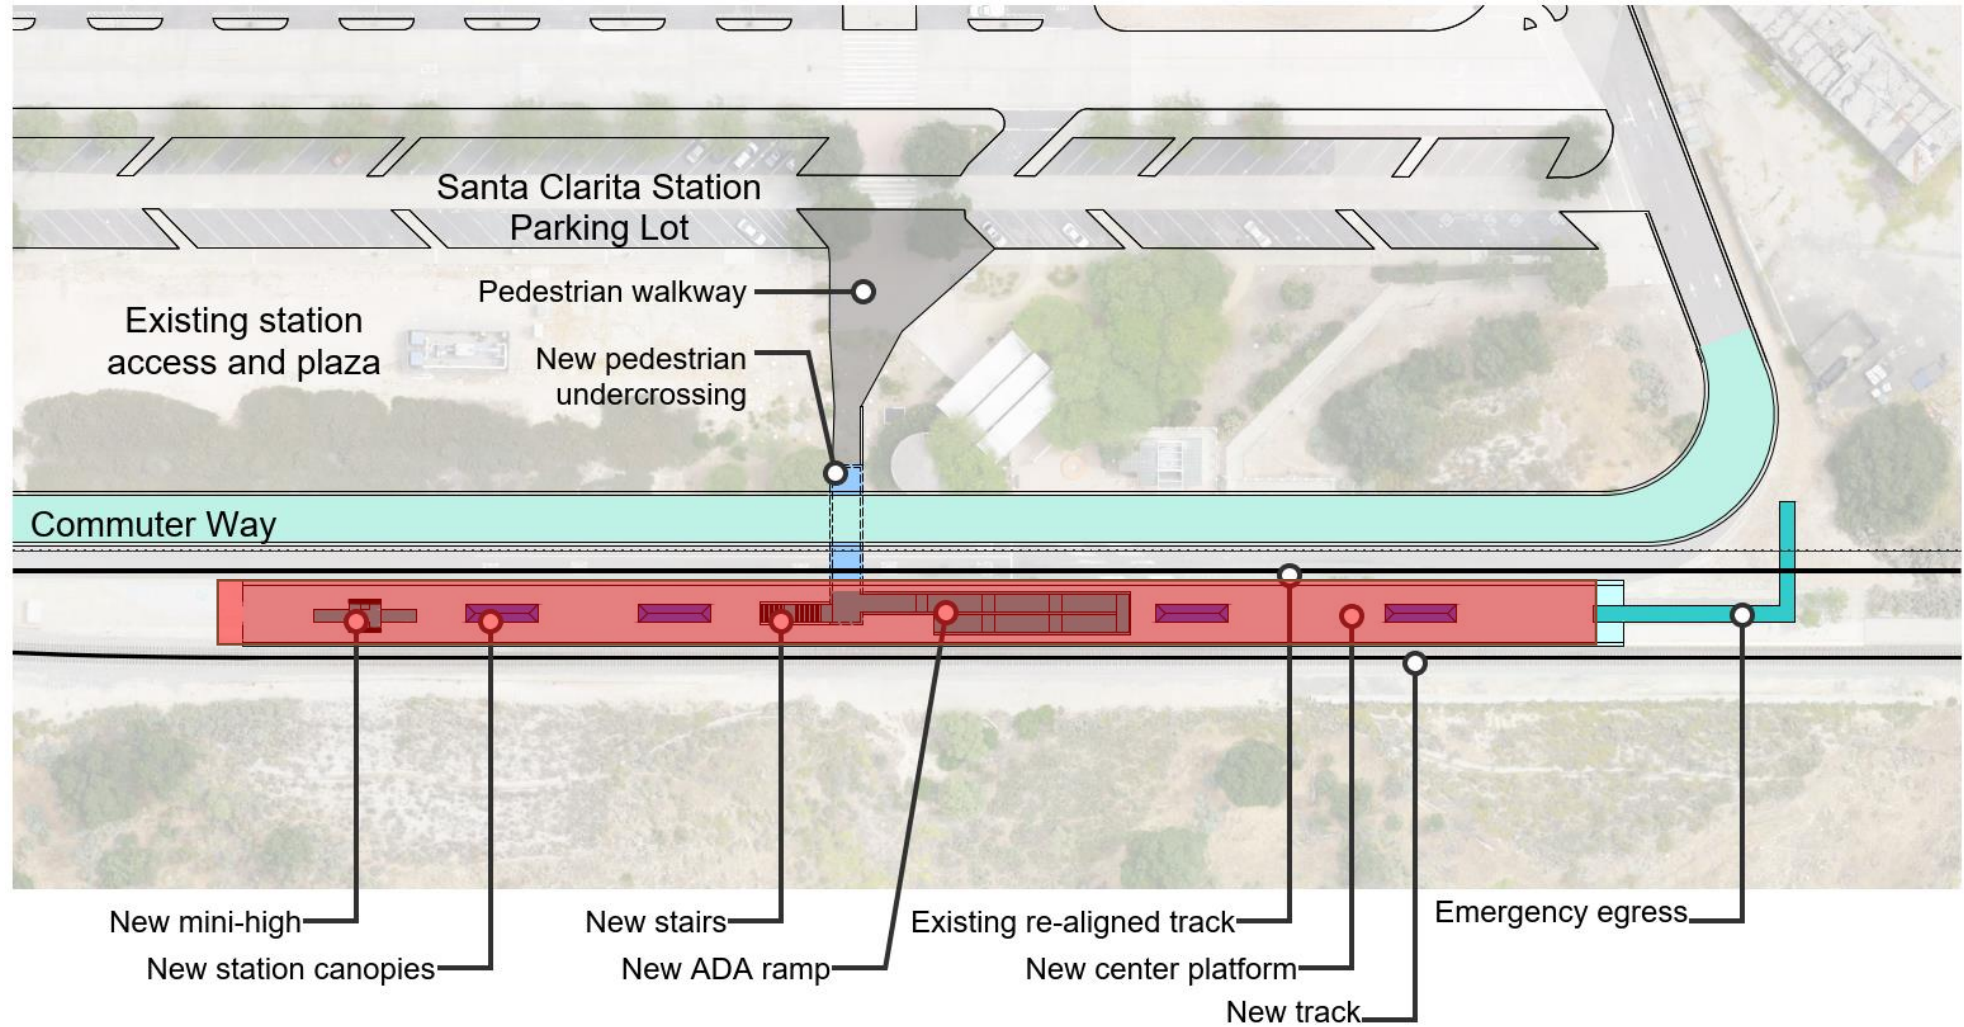 Santa Clarita Station
Parking Lot
Pedestrian walkway
Existing station
access and plaza
New pedestrian
undercrossing
Commuter Way
New mini-high
New stairs
Existing re-aligned track
Emergency egress
New station canopies
New ADA ramp
New center platform
New track